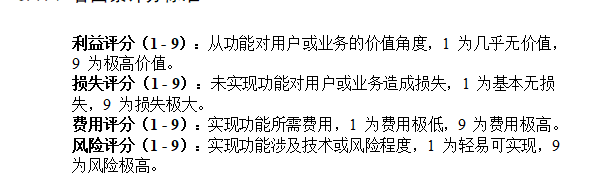 利益评分（1 - 9）：从功能对用户或业务的价值角度，1 为几乎无价值，
9 为极高价值。
损失评分（1 - 9）：未实现功能对用户或业务造成损失，1 为基本无损
失，9 为损失极大。
费用评分（1 - 9）：实现功能所需费用，1 为费用极低，9 为费用极高。
风险评分（1 - 9）：实现功能涉及技术或风险程度，1 为轻易可实现，9
为风险极高。